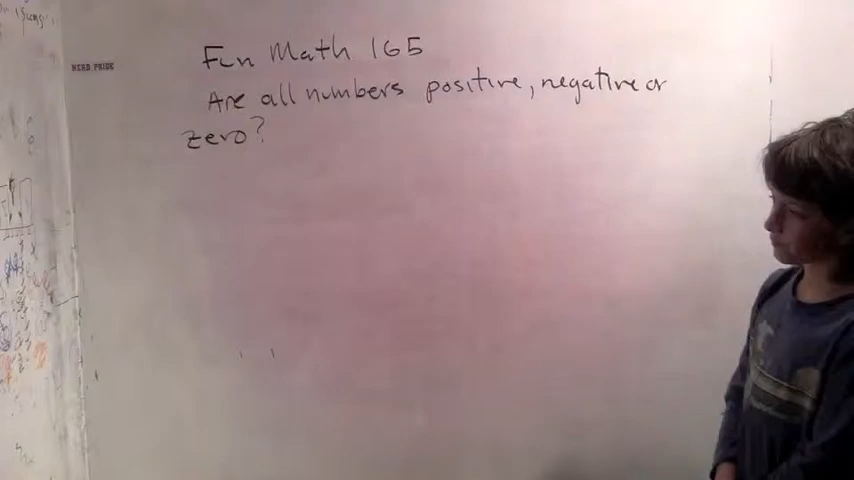 NERD PRIDE
Fun Math 165
Are all numbers positive, negative or
zero?